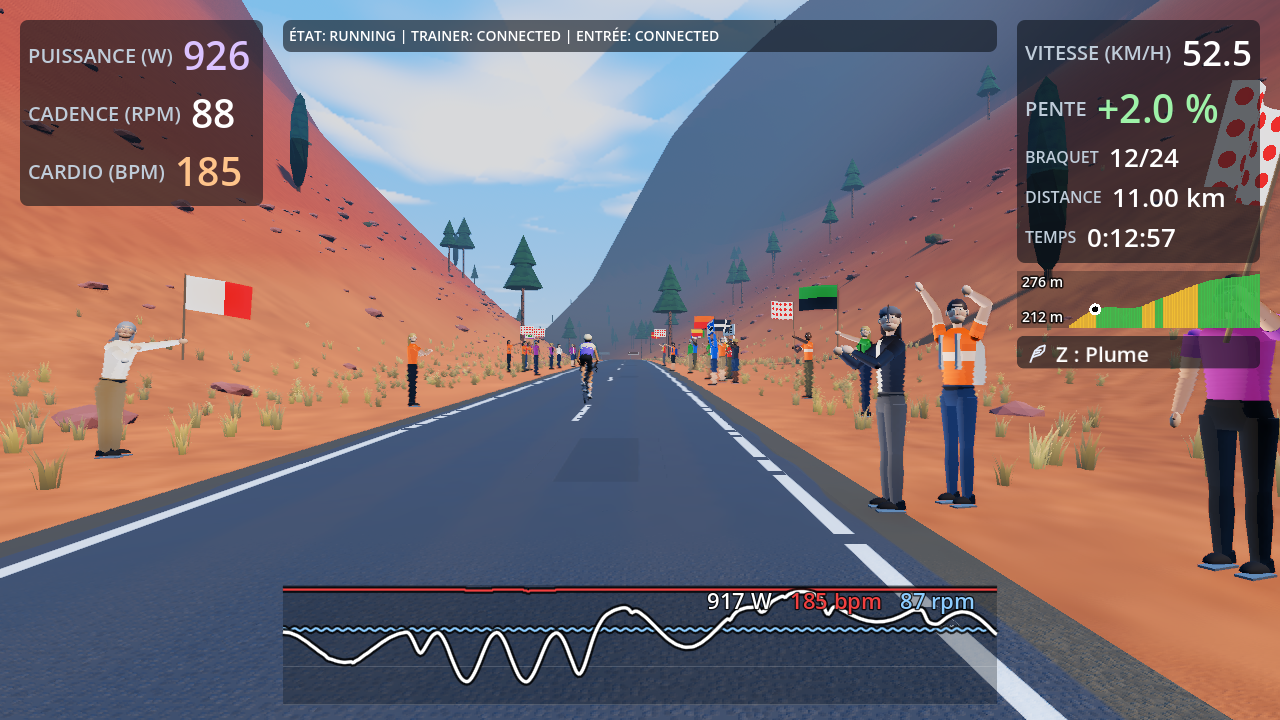 PUISSANCE (W) 926
CADENCE (RPM) 88
CARDIO (BPM) 185
ÉTAT: RUNNING | TRAINER: CONNECTED | ENTRÉE: CONNECTED
VITESSE (KM/H) 52.5
PENTE +2.0 %
BRAQUET 12/24
DISTANCE 11.00 km
TEMPS 0:12:57
276 m
212 m
Z : Plume
917 W 185 bpm 87 rpm